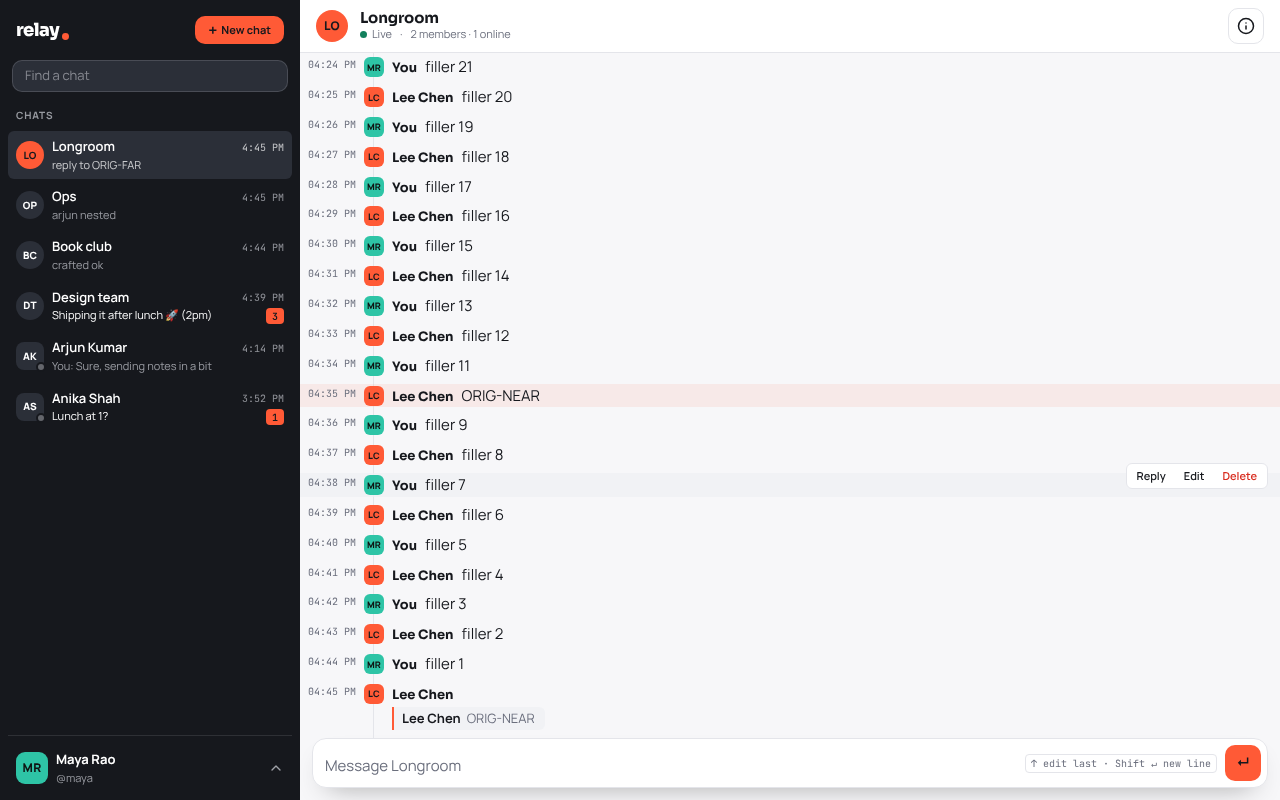 relay.
+ New chat
Find a chat
CHATS
LO Longroom 4:45 PM
reply to ORIG-FAR
OP Ops 4:45 PM
arjun nested
BC Book club 4:44 PM
crafted ok
DT Design team 4:39 PM
Shipping it after lunch 🚀 (2pm) 3
AK Arjun Kumar 4:14 PM
You: Sure, sending notes in a bit
AS Anika Shah 3:52 PM
Lunch at 1? 1
MR Maya Rao
@maya
LO Longroom
Live · 2 members · 1 online
04:24 PM MR You filler 21
04:25 PM LC Lee Chen filler 20
04:26 PM MR You filler 19
04:27 PM LC Lee Chen filler 18
04:28 PM MR You filler 17
04:29 PM LC Lee Chen filler 16
04:30 PM MR You filler 15
04:31 PM LC Lee Chen filler 14
04:32 PM MR You filler 13
04:33 PM LC Lee Chen filler 12
04:34 PM MR You filler 11
04:35 PM LC Lee Chen ORIG-NEAR
04:36 PM MR You filler 9
04:37 PM LC Lee Chen filler 8
04:38 PM MR You filler 7 Reply Edit Delete
04:39 PM LC Lee Chen filler 6
04:40 PM MR You filler 5
04:41 PM LC Lee Chen filler 4
04:42 PM MR You filler 3
04:43 PM LC Lee Chen filler 2
04:44 PM MR You filler 1
04:45 PM LC Lee Chen
Lee Chen ORIG-NEAR
Message Longroom ↑ edit last · Shift ↵ new line ↵